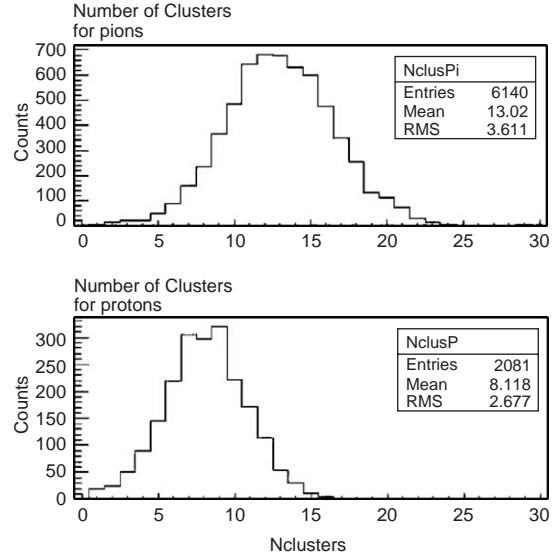 Number of Clusters
for pions
Counts
700
600
500
400
300
200
100
0
0 5 10 15 20 25 30
NclusPi
Entries 6140
Mean 13.02
RMS 3.611
Number of Clusters
for protons
Counts
300
250
200
150
100
50
0
0 5 10 15 20 25 30
NclusP
Entries 2081
Mean 8.118
RMS 2.677
Nclusters